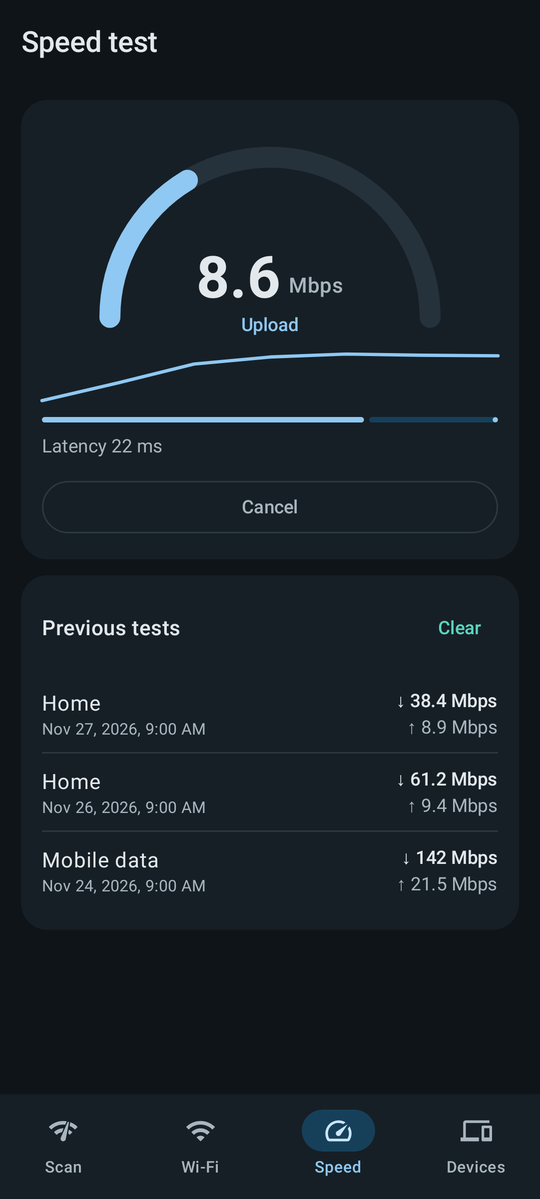 Speed test
8.6 Mbps
Upload
Latency 22 ms
Cancel
Previous tests
Clear
Home
↓ 38.4 Mbps
Nov 27, 2026, 9:00 AM
↑ 8.9 Mbps
Home
↓ 61.2 Mbps
Nov 26, 2026, 9:00 AM
↑ 9.4 Mbps
Mobile data
↓ 142 Mbps
Nov 24, 2026, 9:00 AM
↑ 21.5 Mbps
Scan
Wi-Fi
Speed
Devices